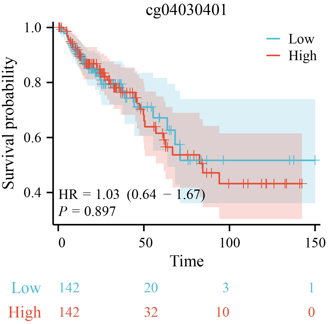 cg04030401
Survival probability
1.0
0.8
0.6
0.4
Low
High
HR = 1.03 (0.64 − 1.67)
P = 0.897
0 50 100 150
Time
Low 142 20 3 1
High 142 32 10 0